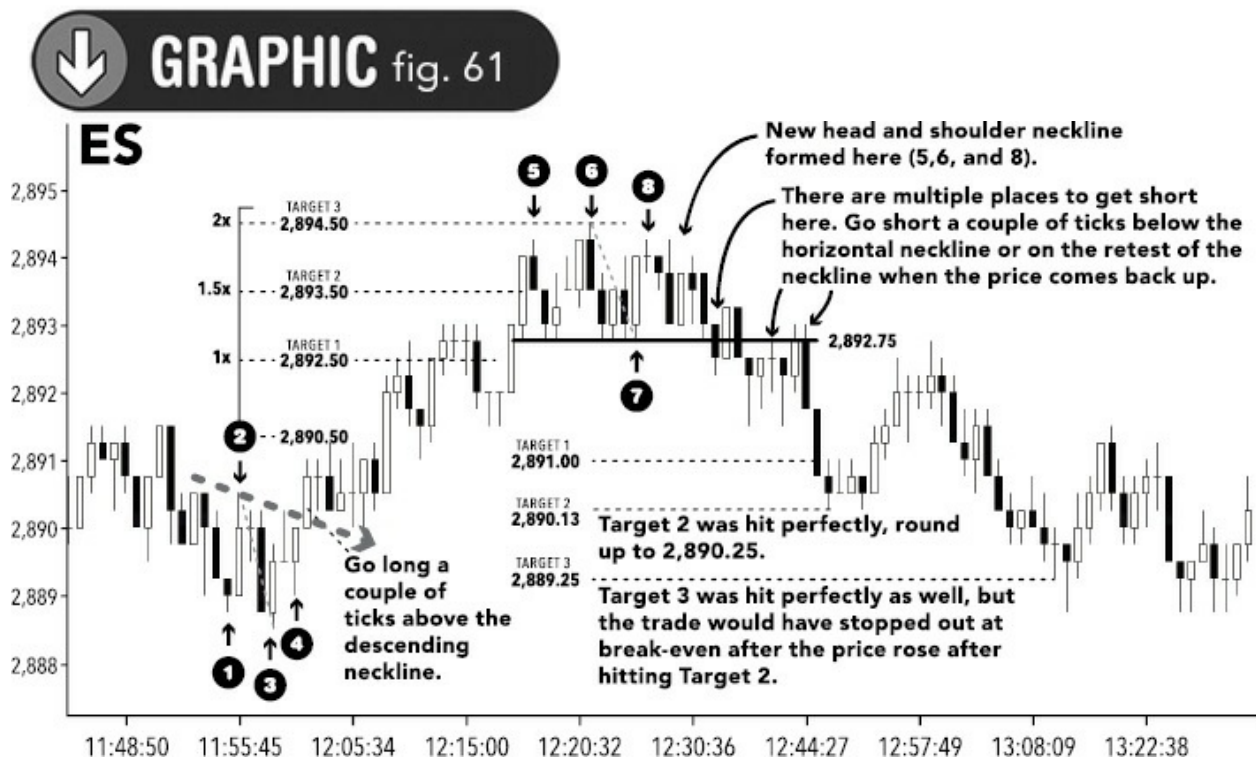 GRAPHIC fig. 61
ES
New head and shoulder neckline
formed here (5,6, and 8).
There are multiple places to get short
here. Go short a couple of ticks below the
horizontal neckline or on the retest of the
neckline when the price comes back up.
2,895
2,894
2,893
2,892
2,891
2,890
2,889
2,888
2x
1.5x
1x
TARGET 3
2,894.50
TARGET 2
2,893.50
TARGET 1
2,892.50
2,890.50
5
6
8
7
2
1
3
4
2,892.75
Go long a
couple of
ticks above the
descending
neckline.
TARGET 1
2,891.00
TARGET 2
2,890.13
Target 2 was hit perfectly, round
up to 2,890.25.
TARGET 3
2,889.25
Target 3 was hit perfectly as well, but
the trade would have stopped out at
break-even after the price rose after
hitting Target 2.
11:48:50 11:55:45 12:05:34 12:15:00 12:20:32 12:30:36 12:44:27 12:57:49 13:08:09 13:22:38